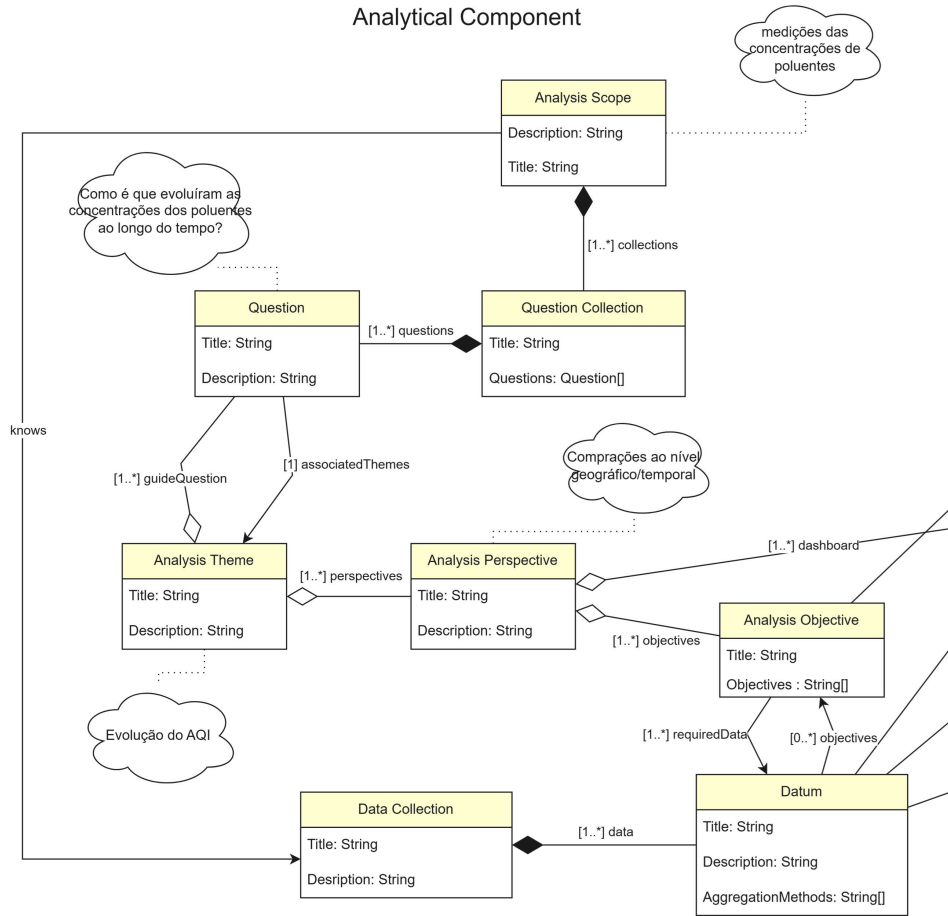 Analytical Component
medições das
concentrações de
poluentes
Analysis Scope
Description: String
Title: String
Como é que evoluíram as
concentrações dos poluentes
ao longo do tempo?
[1..*] collections
Question
Title: String
Description: String
[1..*] questions
Question Collection
Title: String
Questions: Question[]
knows
[1..*] guideQuestion
[1] associatedThemes
Comprações ao nível
geográfico/temporal
Analysis Theme
Title: String
Description: String
[1..*] perspectives
Analysis Perspective
Title: String
Description: String
[1..*] dashboard
[1..*] objectives
Analysis Objective
Title: String
Objectives : String[]
Evolução do AQI
[1..*] requiredData
[0..*] objectives
Data Collection
Title: String
Desription: String
[1..*] data
Datum
Title: String
Description: String
AggregationMethods: String[]